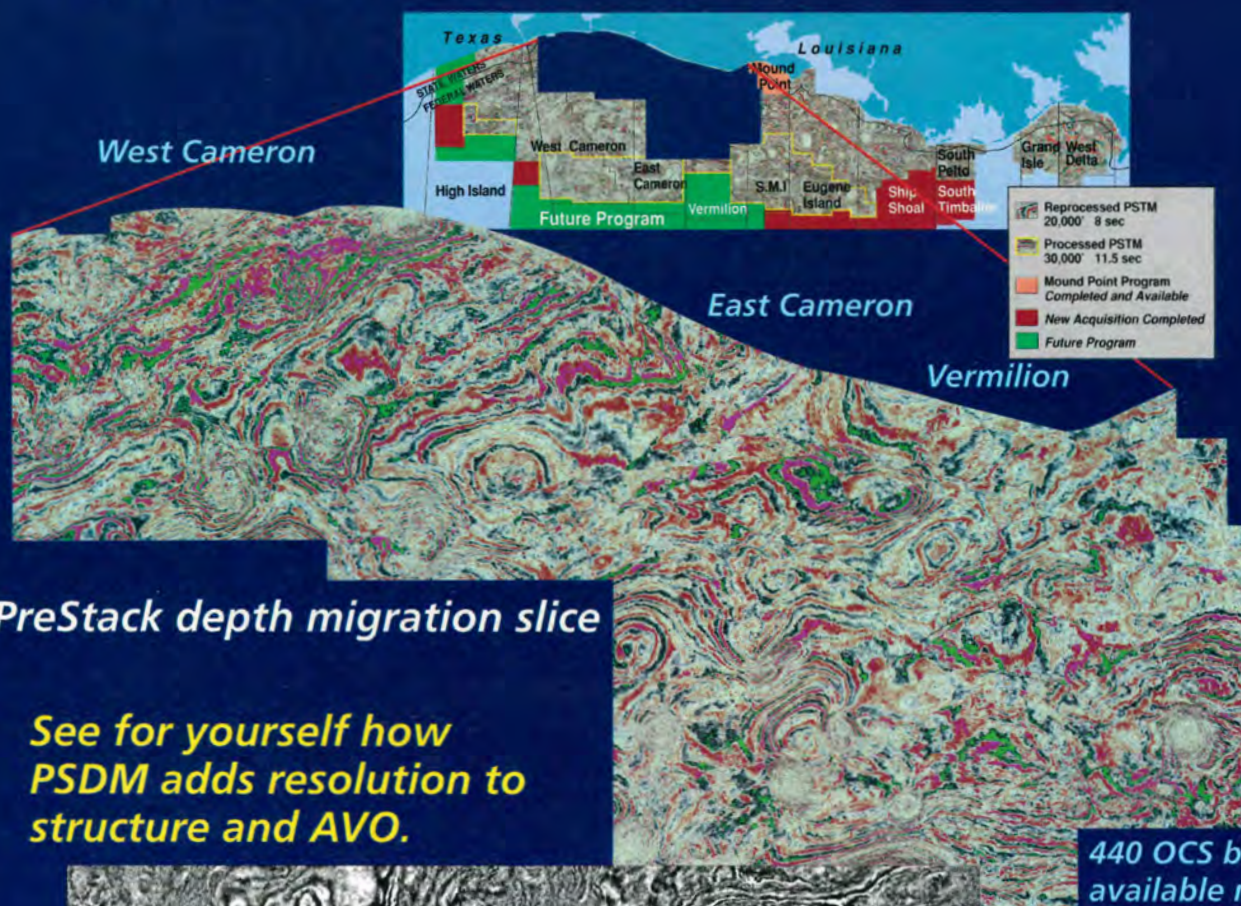 Texas
Louisiana
STATE WATERS
FEDERAL WATERS
Mound
Point
West Cameron
West Cameron
East
Cameron
High Island
Vermilion
Future Program
S.M.I
Eugene
Island
Ship
Shoal
South
Pelto
South
Timbalier
Grand
Isle
West
Delta
Reprocessed PSTM
20,000' 8 sec
Processed PSTM
30,000' 11.5 sec
Mound Point Program
Completed and Available
New Acquisition Completed
Future Program
East Cameron
Vermilion
PreStack depth migration slice
See for yourself how
PSDM adds resolution to
structure and AVO.
440 OCS b
available